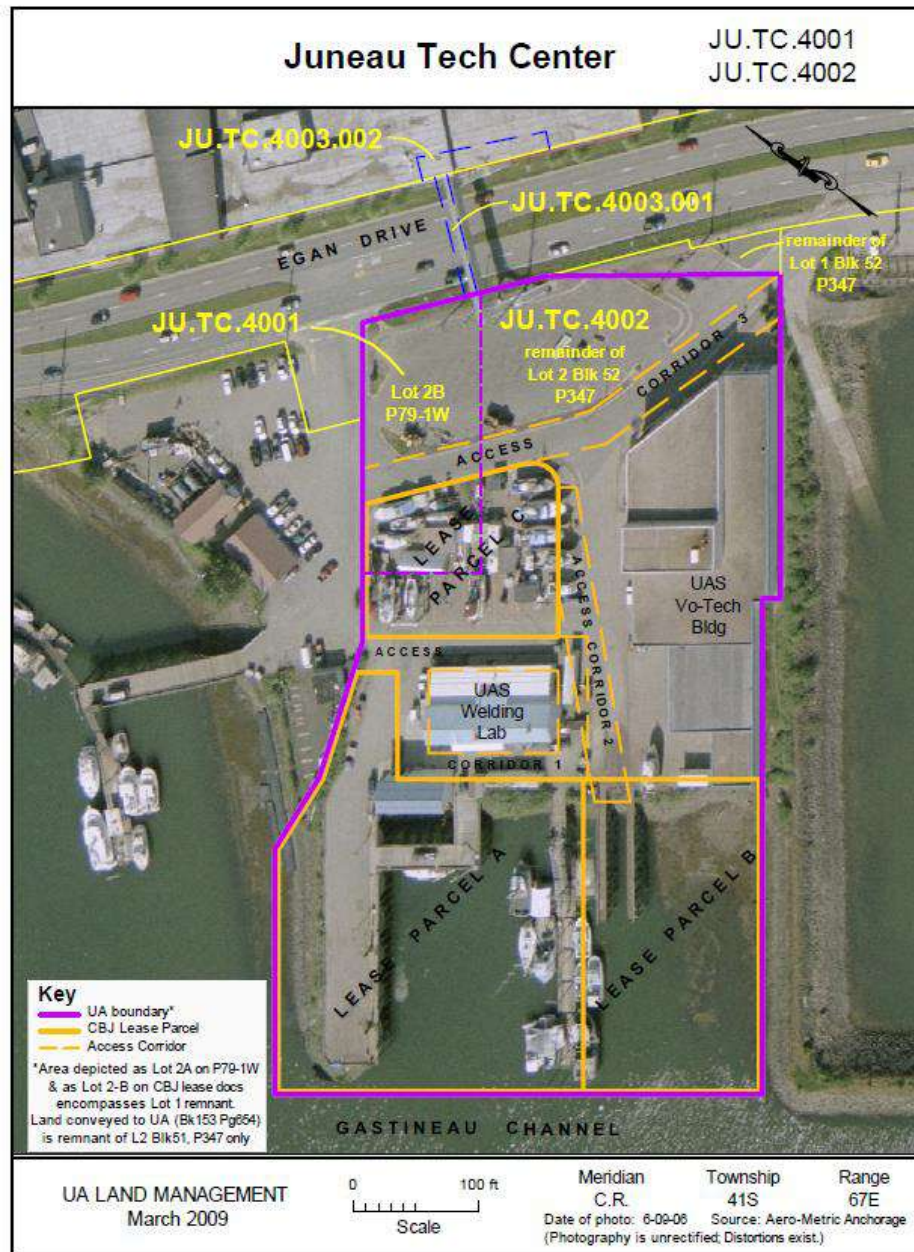 Juneau Tech Center
JU.TC.4001
JU.TC.4002
JU.TC.4003.002
JU.TC.4003.001
EGAN DRIVE
remainder of
Lot 1 Blk 52
P347
JU.TC.4001
JU.TC.4002
remainder of
Lot 2 Blk 52
P347
Lot 2B
P79-1W
CORRIDOR 3
ACCESS
LEASE
PARCEL C
ACCESS CORRIDOR 2
UAS
Vo-Tech
Bldg
ACCESS
UAS
Welding
Lab
CORRIDOR 1
LEASE PARCEL A
LEASE PARCEL B
Key
UA boundary*
CBJ Lease Parcel
Access Corridor
*Area depicted as Lot 2A on P79-1W
& as Lot 2-B on CBJ lease docs
encompasses Lot 1 remnant.
Land conveyed to UA (Bk153 Pg654)
is remnant of L2 Blk51, P347 only
GASTINEAU CHANNEL
UA LAND MANAGEMENT
March 2009
0 100 ft
Scale
Meridian Township Range
C.R. 41S 67E
Date of photo: 6-09-06 Source: Aero-Metric Anchorage
(Photography is unrectified; Distortions exist.)